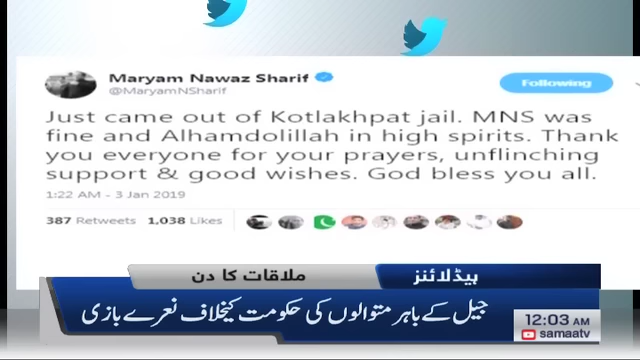 Maryam Nawaz Sharif
@MaryamNSharif
Following
Just came out of Kotlakhpat jail. MNS was
fine and Alhamdolillah in high spirits. Thank
you everyone for your prayers, unflinching
support & good wishes. God bless you all.
1:22 AM - 3 Jan 2019
387 Retweets 1,038 Likes
ہیڈلائنز
ملاقات کا دن
جیل کے باہر متوالوں کی حکومت کیخلاف نعرے بازی
12:03 AM
samaatv